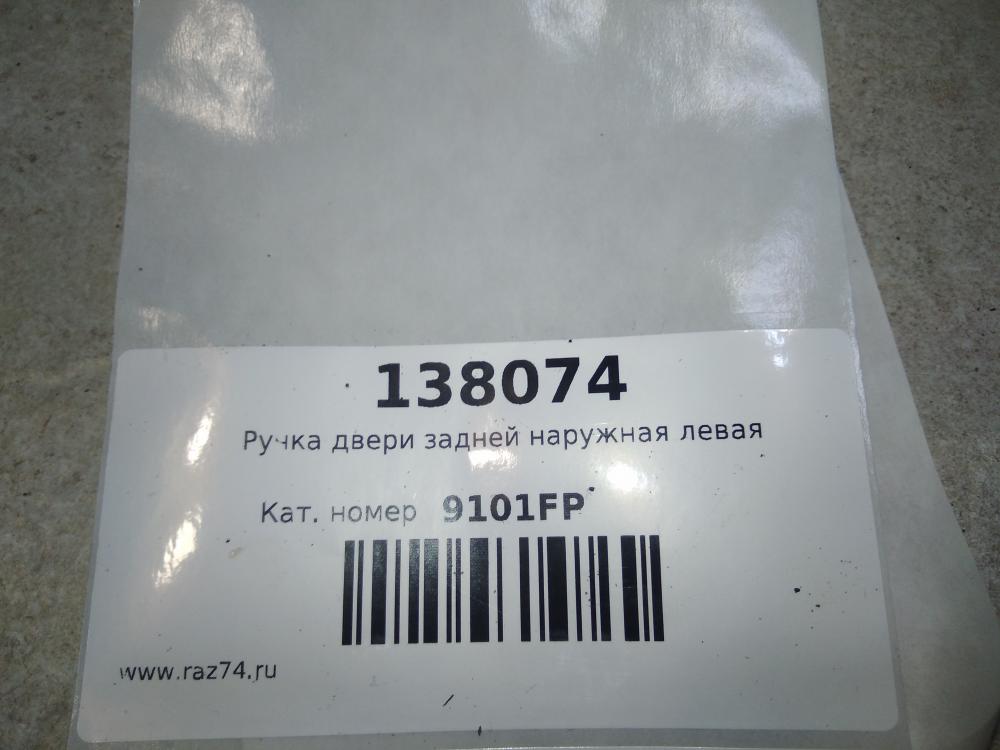 138074
Ручка двери задней наружная левая
Кат. номер 9101FP
www.raz74.ru